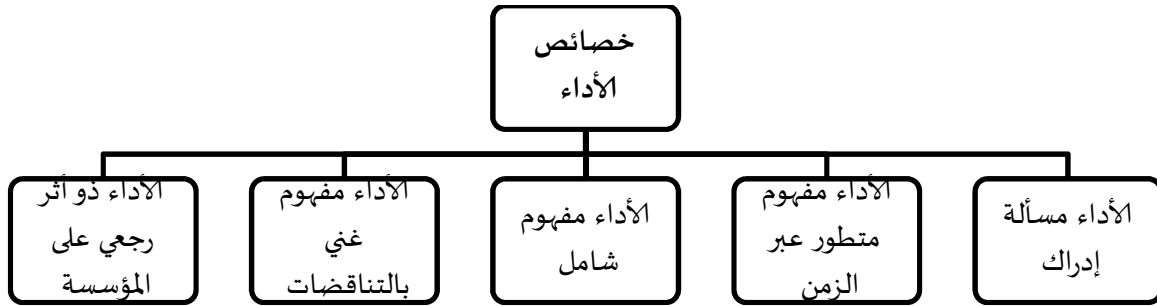 خصائص
الأداء
الأداء مسألة
إدراك
الأداء مفهوم
متطور عبر
الزمن
الأداء مفهوم
شامل
الأداء مفهوم
غني
بالتناقضات
الأداء ذو أثر
رجعي على
المؤسسة